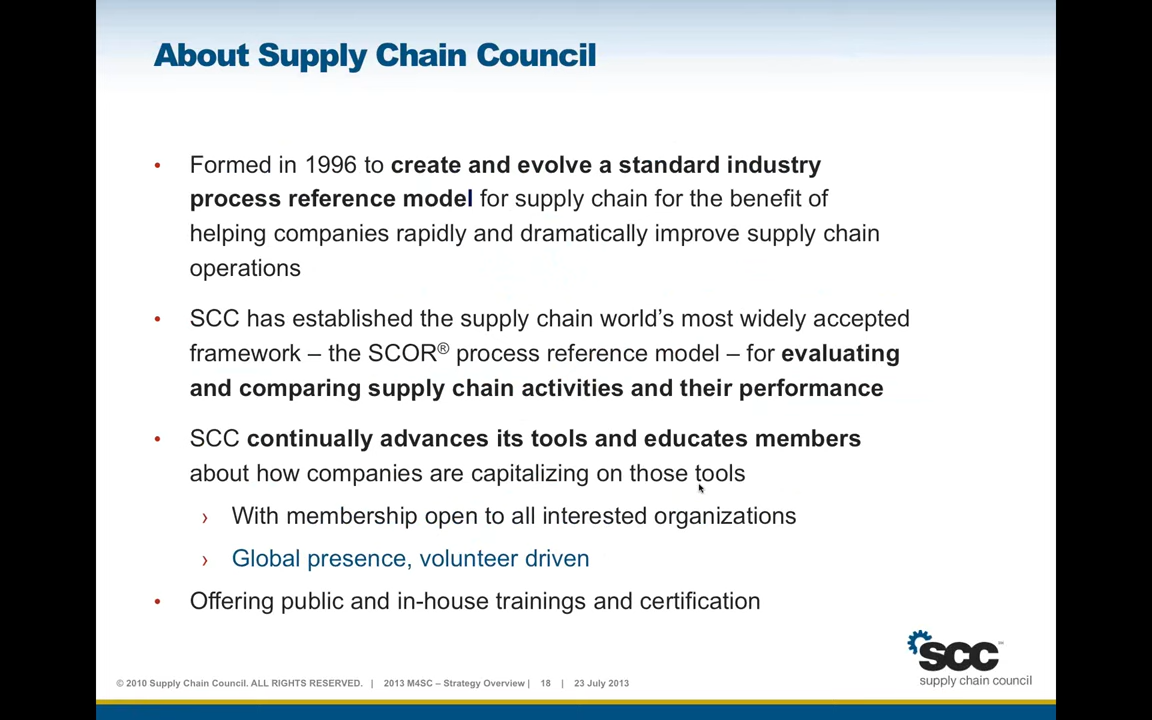 About Supply Chain Council
• Formed in 1996 to create and evolve a standard industry
process reference model for supply chain for the benefit of
helping companies rapidly and dramatically improve supply chain
operations
• SCC has established the supply chain world’s most widely accepted
framework – the SCOR® process reference model – for evaluating
and comparing supply chain activities and their performance
• SCC continually advances its tools and educates members
about how companies are capitalizing on those tools
› With membership open to all interested organizations
› Global presence, volunteer driven
• Offering public and in-house trainings and certification
scc
supply chain council
© 2010 Supply Chain Council. ALL RIGHTS RESERVED. | 2013 M4SC – Strategy Overview | 18 | 23 July 2013